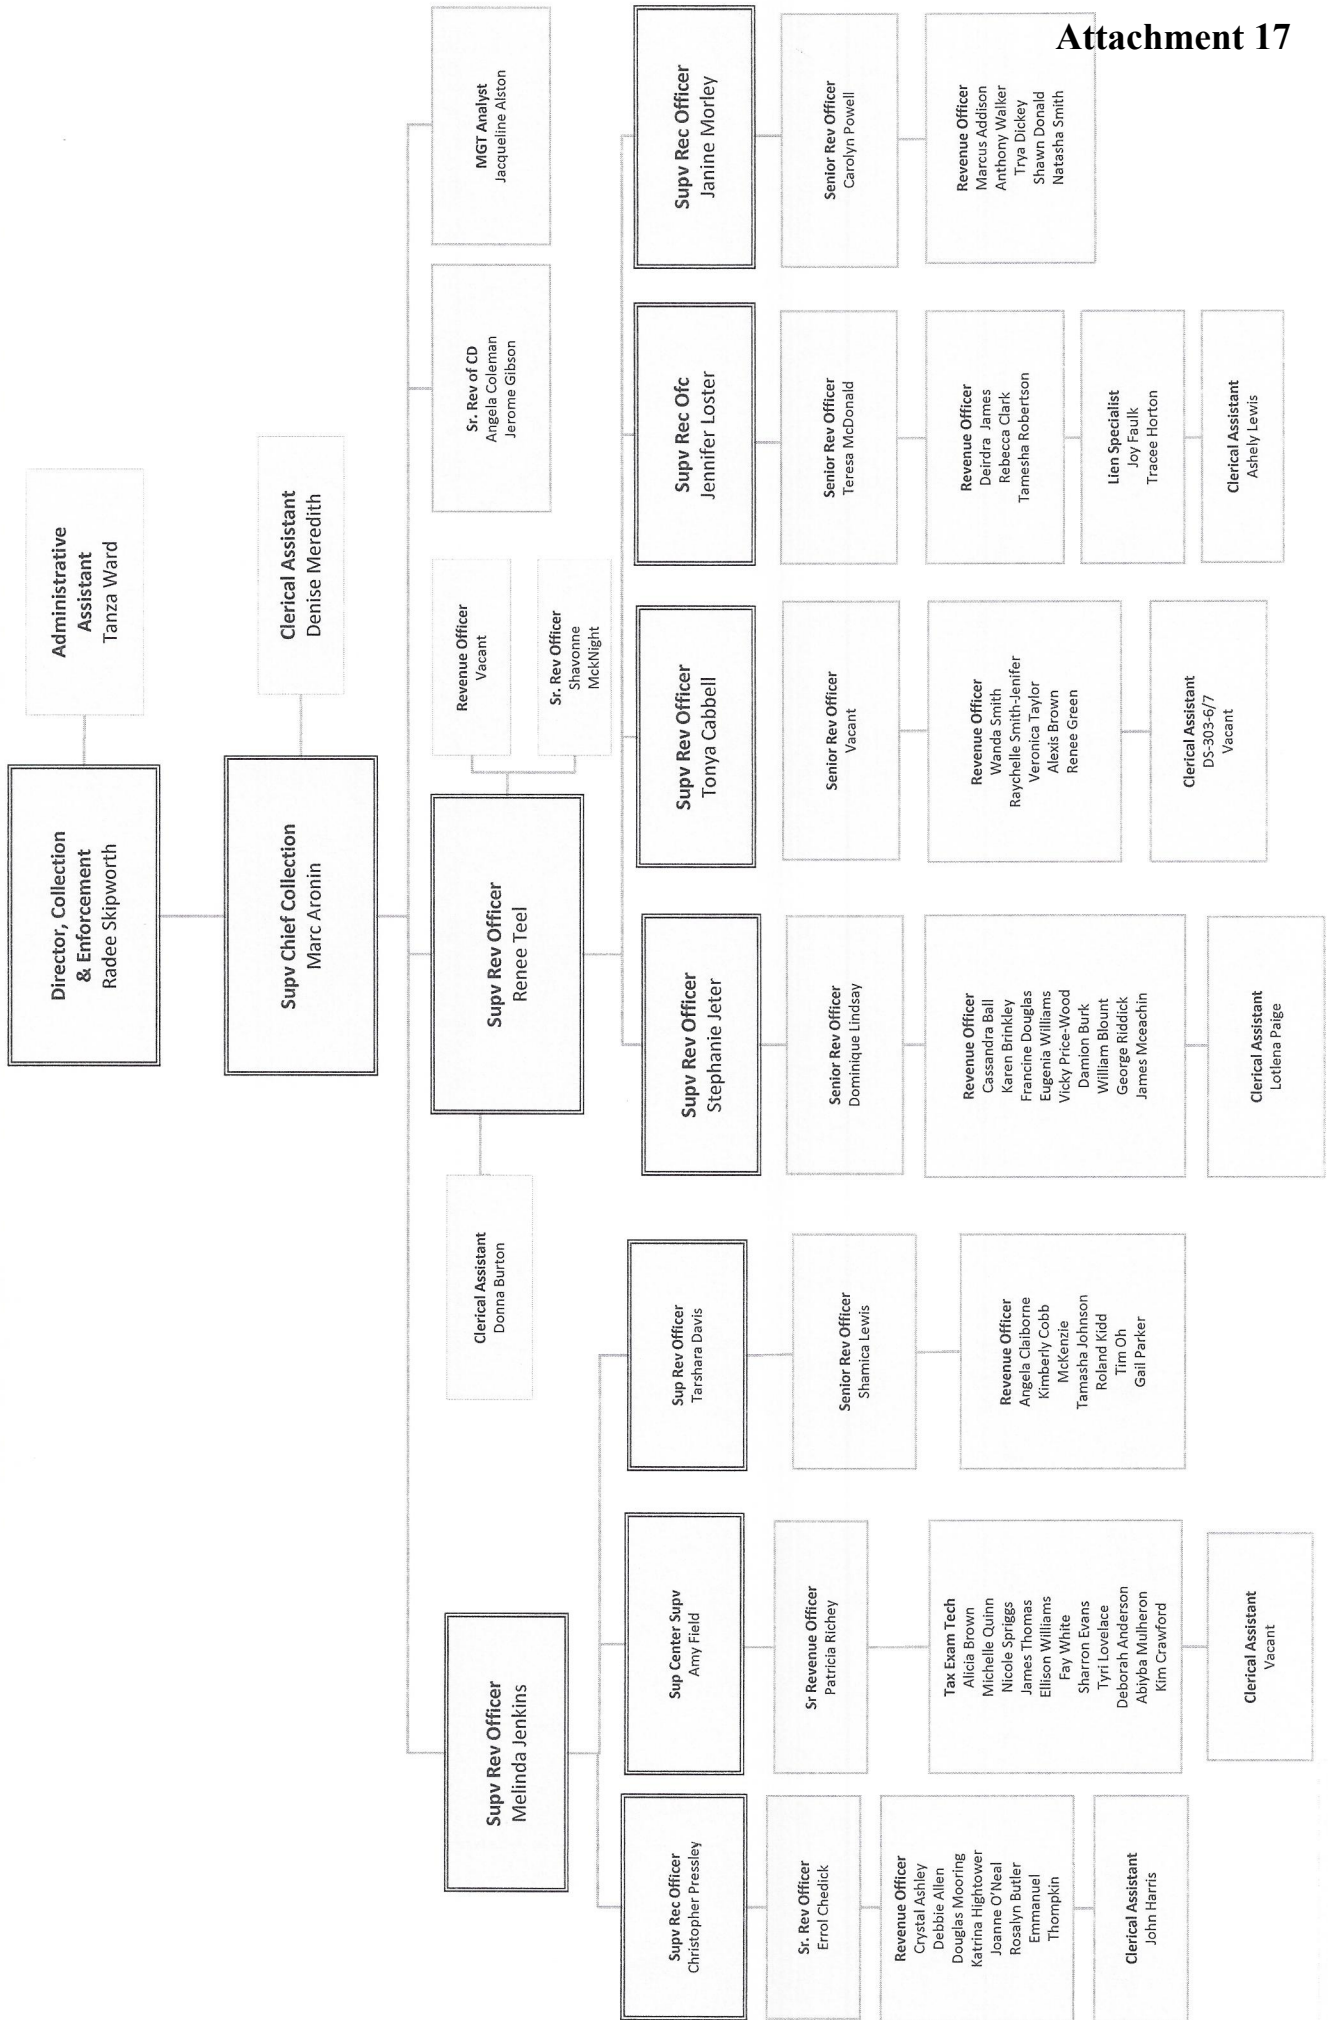 Attachment 17
Director, Collection
& Enforcement
Radee Skipworth
Administrative
Assistant
Tanza Ward
Supv Chief Collection
Marc Aronin
Clerical Assistant
Denise Meredith
Supv Rev Officer
Melinda Jenkins
Clerical Assistant
Donna Burton
Supv Rev Officer
Renee Teel
Revenue Officer
Vacant
Sr. Rev Officer
Shavonne
MckNight
Sr. Rev of CD
Angela Coleman
Jerome Gibson
MGT Analyst
Jacqueline Alston
Supv Rec Officer
Christopher Pressley
Sr. Rev Officer
Errol Chedick
Revenue Officer
Crystal Ashley
Debbie Allen
Douglas Mooring
Katrina Hightower
Joanne O'Neal
Rosalyn Butler
Emmanuel
Thompkin
Clerical Assistant
John Harris
Sup Center Supv
Amy Field
Sr Revenue Officer
Patricia Richey
Tax Exam Tech
Alicia Brown
Michelle Quinn
Nicole Spriggs
James Thomas
Ellison Williams
Fay White
Sharron Evans
Tyri Lovelace
Deborah Anderson
Abiyba Mulheron
Kim Crawford
Clerical Assistant
Vacant
Sup Rev Officer
Tarshara Davis
Senior Rev Officer
Shamica Lewis
Revenue Officer
Angela Claiborne
Kimberly Cobb
McKenzie
Tamasha Johnson
Roland Kidd
Tim Oh
Gail Parker
Supv Rev Officer
Stephanie Jeter
Senior Rev Officer
Dominique Lindsay
Revenue Officer
Cassandra Ball
Karen Brinkley
Francine Douglas
Eugenia Williams
Vicky Price-Wood
Damion Burk
William Blount
George Riddick
James Mceachin
Clerical Assistant
Lotlena Paige
Supv Rev Officer
Tonya Cabbell
Senior Rev Officer
Vacant
Revenue Officer
Wanda Smith
Raychelle Smith-Jenifer
Veronica Taylor
Alexis Brown
Renee Green
Clerical Assistant
DS-303-6/7
Vacant
Supv Rec Ofc
Jennifer Loster
Senior Rev Officer
Teresa McDonald
Revenue Officer
Deirdra James
Rebecca Clark
Tamesha Robertson
Lien Specialist
Joy Faulk
Tracee Horton
Clerical Assistant
Ashely Lewis
Supv Rec Officer
Janine Morley
Senior Rev Officer
Carolyn Powell
Revenue Officer
Marcus Addison
Anthony Walker
Trya Dickey
Shawn Donald
Natasha Smith